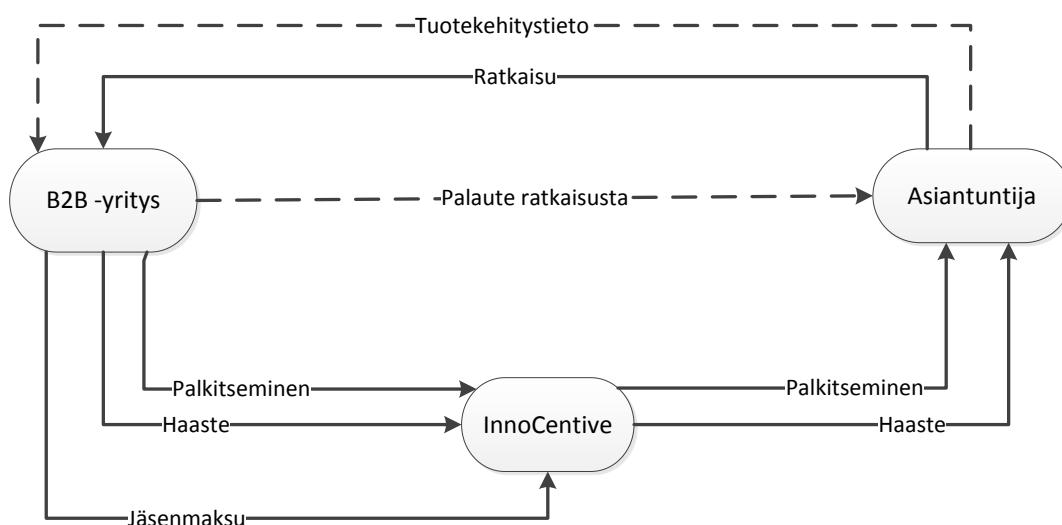 Tuotekehitystieto
Ratkaisu
B2B -yritys
Palaute ratkaisusta
Asiantuntija
Palkitseminen
Palkitseminen
Haaste
InnoCentive
Haaste
Jäsenmaksu